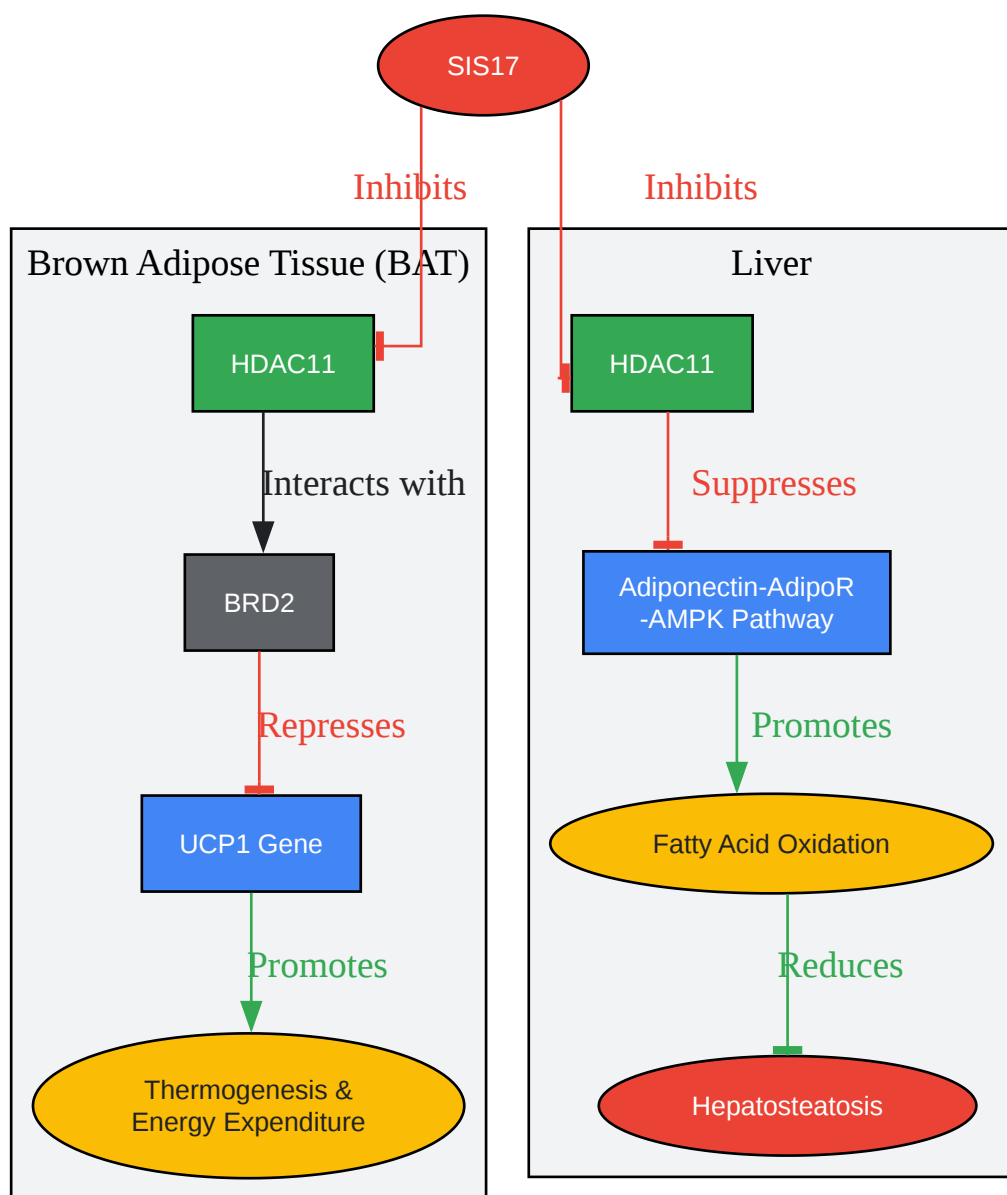 SIS17
Inhibits
Inhibits
Brown Adipose Tissue (BAT)
HDAC11
Interacts with
BRD2
Represses
UCP1 Gene
Promotes
Thermogenesis &
Energy Expenditure
Liver
HDAC11
Suppresses
Adiponectin-AdipoR
-AMPK Pathway
Promotes
Fatty Acid Oxidation
Reduces
Hepatosteatosis